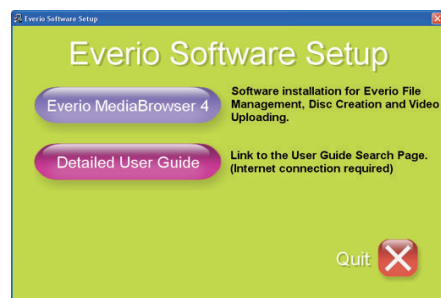 Everio Software Setup
Everio Software Setup
Everio MediaBrowser 4
Software installation for Everio File
Management, Disc Creation and Video
Uploading.
Detailed User Guide
Link to the User Guide Search Page.
(Internet connection required)
Quit